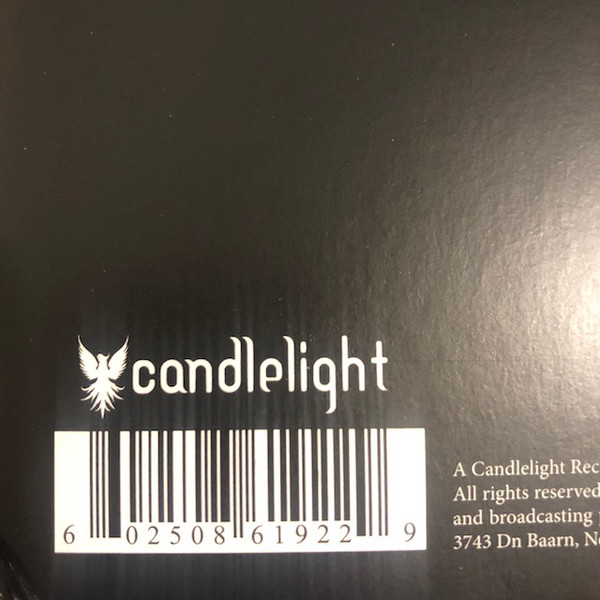 candlelight
6 02508 61922 9
A Candlelight Rec
All rights reserved
and broadcasting
3743 Dn Baarn,